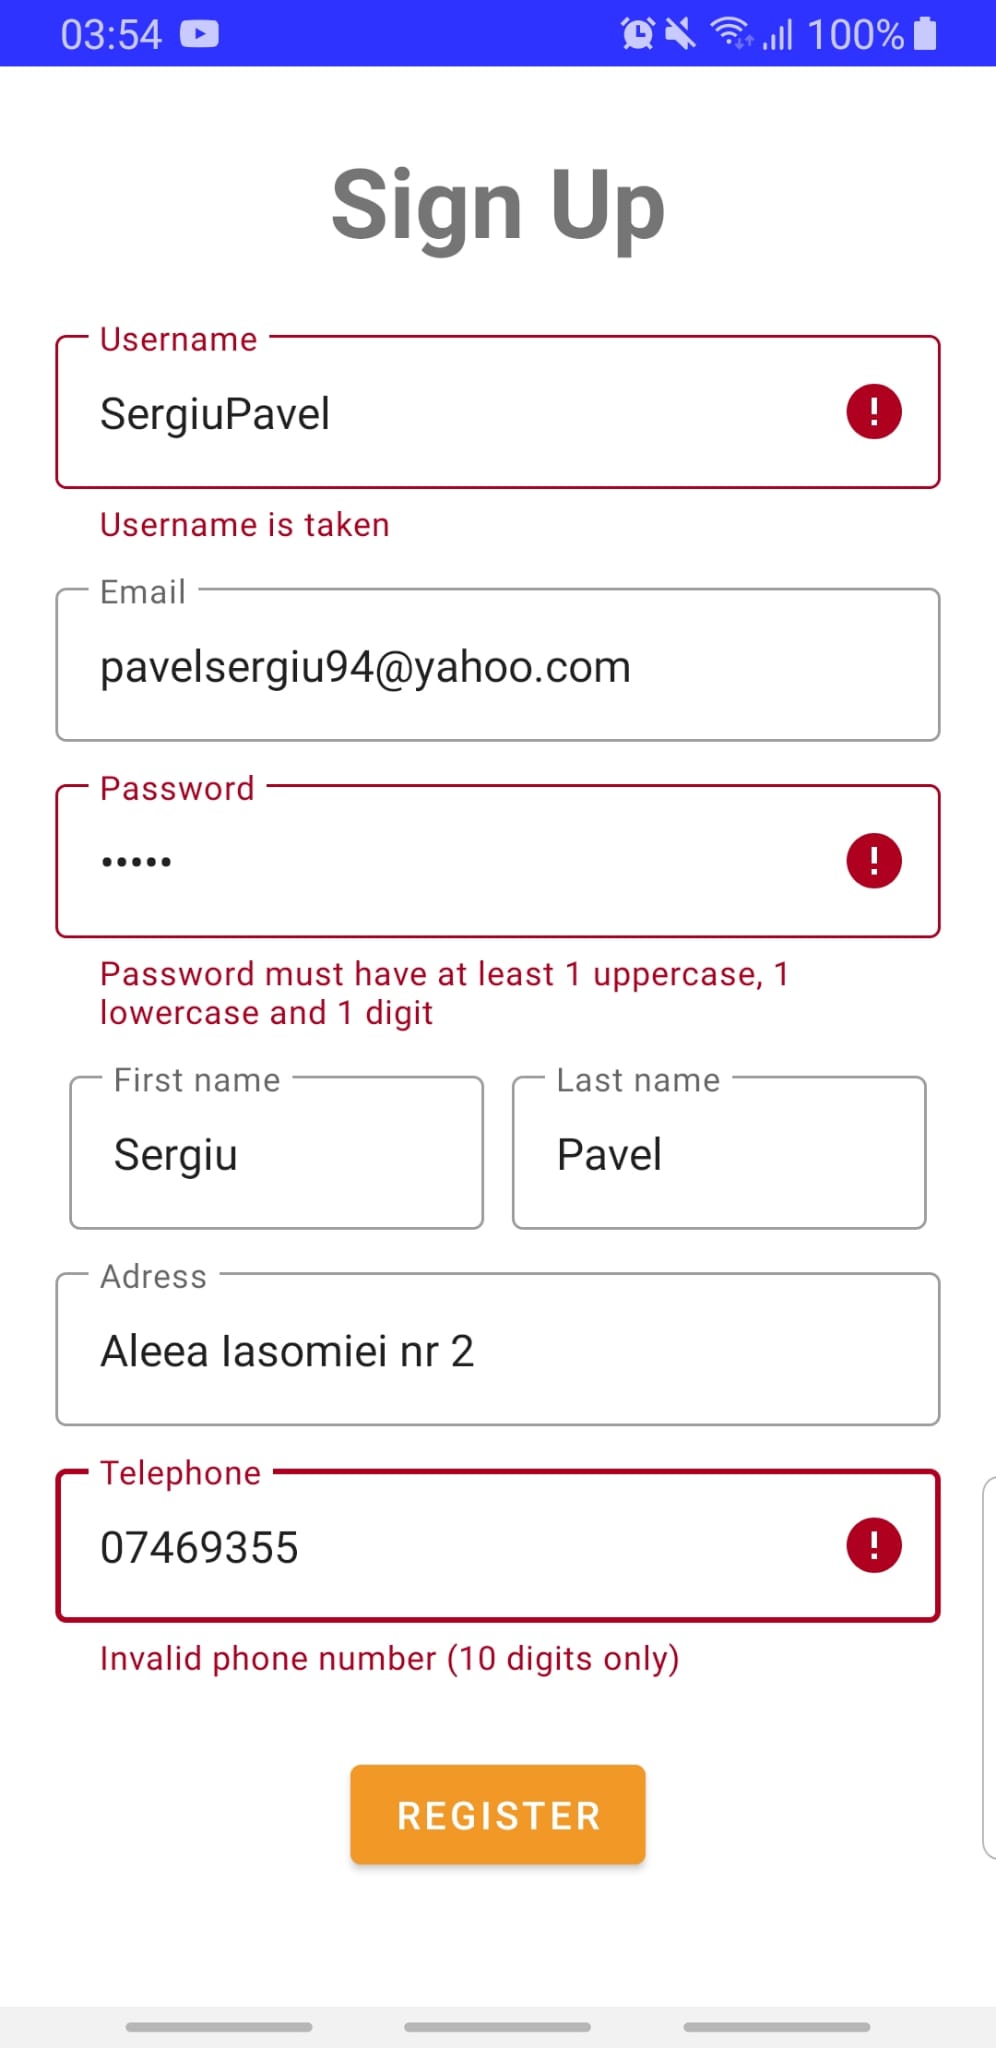 03:54 100%
Sign Up
Username
SergiuPavel
Username is taken
Email
pavelsergiu94@yahoo.com
Password
•••••
Password must have at least 1 uppercase, 1
lowercase and 1 digit
First name Last name
Sergiu Pavel
Adress
Aleea Iasomiei nr 2
Telephone
07469355
Invalid phone number (10 digits only)
REGISTER